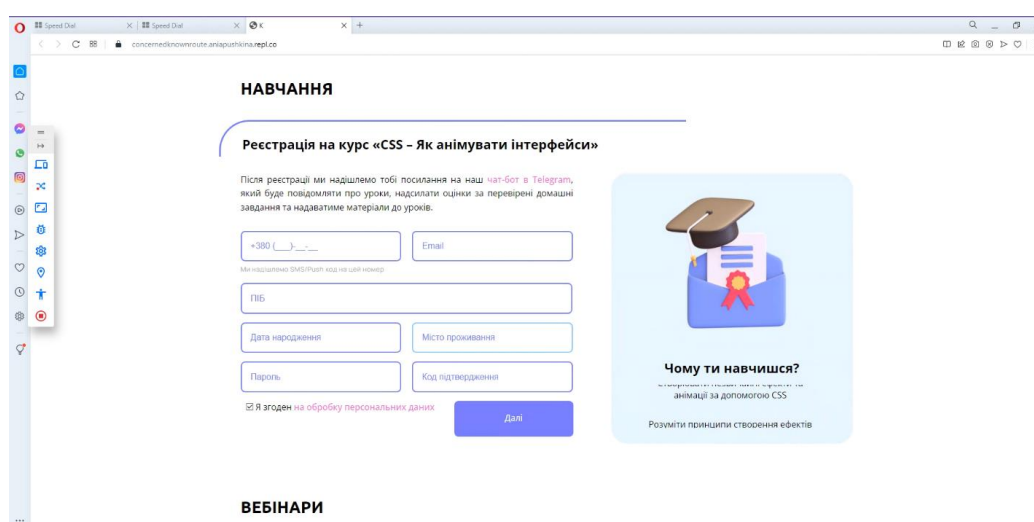 Speed Dial
Speed Dial
K
concernedknownroute.aniapushkina.repl.co
НАВЧАННЯ
Реєстрація на курс «CSS – Як анімувати інтерфейси»
Після реєстрації ми надішлемо тобі посилання на наш чат-бот в Telegram,
який буде повідомляти про уроки, надсилати оцінки за перевірені домашні
завдання та надаватиме матеріали до уроків.
+380 (___)-__-__
Email
Ми надішлемо SMS/Push код на цей номер
ПІБ
Дата народження
Місто проживання
Пароль
Код підтвердження
Я згоден на обробку персональних даних
Далі
Чому ти навчишся?
анімації за допомогою CSS
Розуміти принципи створення ефектів
ВЕБІНАРИ